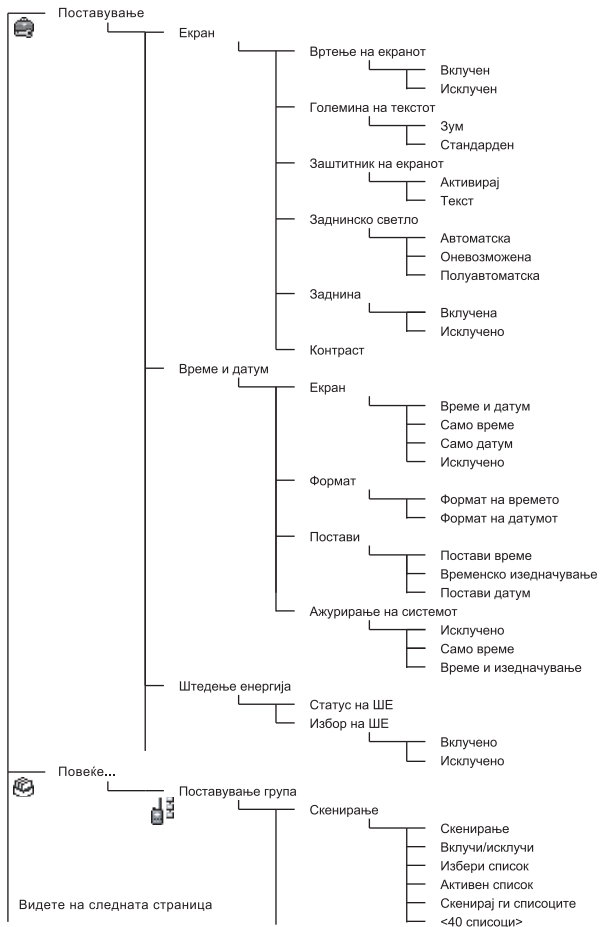 Поставување
Екран
Вртење на екранот
Вклучен
Исклучен
Големина на текстот
Зум
Стандарден
Заштитник на екранот
Активирај
Текст
Заднинско светло
Автоматска
Оневозможена
Полуавтоматска
Заднина
Вклучена
Исклучено
Контраст
Време и датум
Екран
Време и датум
Само време
Само датум
Исклучено
Формат
Формат на времето
Формат на датумот
Постави
Постави време
Временско изедначување
Постави датум
Ажурирање на системот
Исклучено
Само време
Време и изедначување
Штедење енергија
Статус на ШЕ
Избор на ШЕ
Вклучено
Исклучено
Повеќе...
Поставување група
Скенирање
Скенирање
Вклучи/исклучи
Избери список
Активен список
Скенирај ги списоците
<40 списоци>
Видете на следната страница